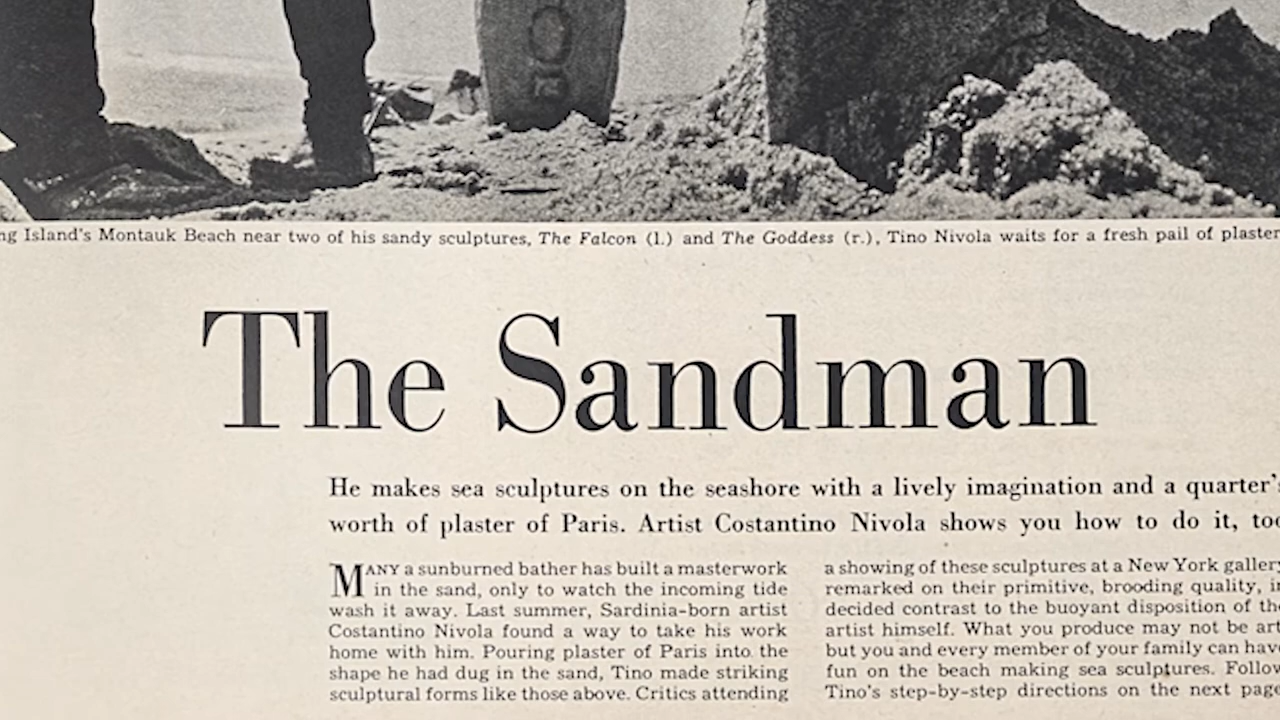 ng Island's Montauk Beach near two of his sandy sculptures, The Falcon (l.) and The Goddess (r.), Tino Nivola waits for a fresh pail of plaster
The Sandman
He makes sea sculptures on the seashore with a lively imagination and a quarter's
worth of plaster of Paris. Artist Costantino Nivola shows you how to do it, too
MANY a sunburned bather has built a masterwork
in the sand, only to watch the incoming tide
wash it away. Last summer, Sardinia-born artist
Costantino Nivola found a way to take his work
home with him. Pouring plaster of Paris into the
shape he had dug in the sand, Tino made striking
sculptural forms like those above. Critics attending
a showing of these sculptures at a New York gallery
remarked on their primitive, brooding quality, in
decided contrast to the buoyant disposition of the
artist himself. What you produce may not be art
but you and every member of your family can have
fun on the beach making sea sculptures. Follow
Tino's step-by-step directions on the next page